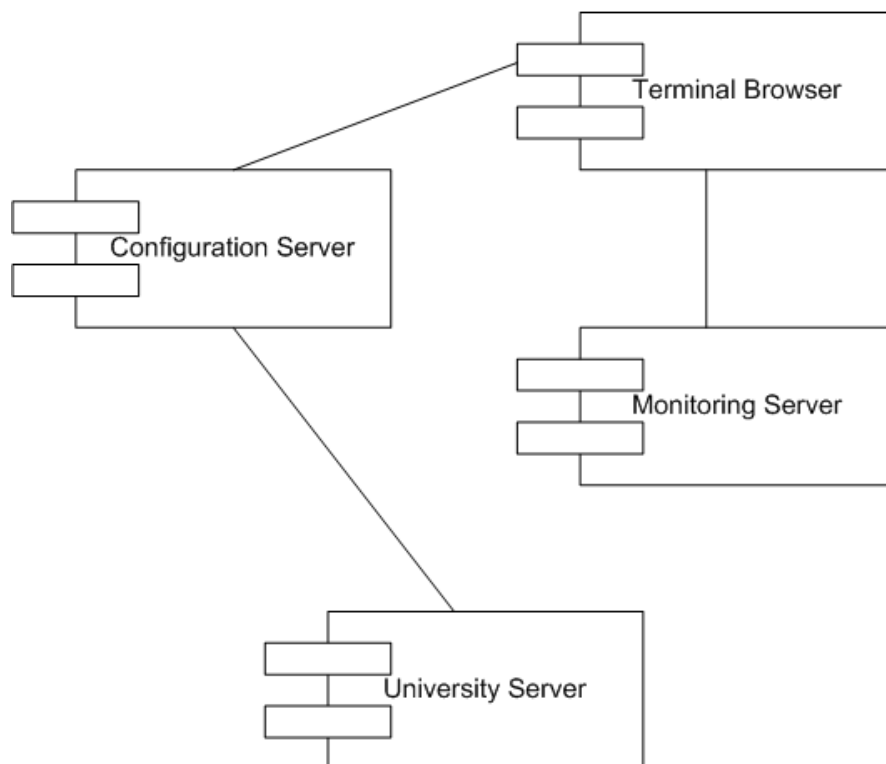 Terminal Browser
Configuration Server
Monitoring Server
University Server